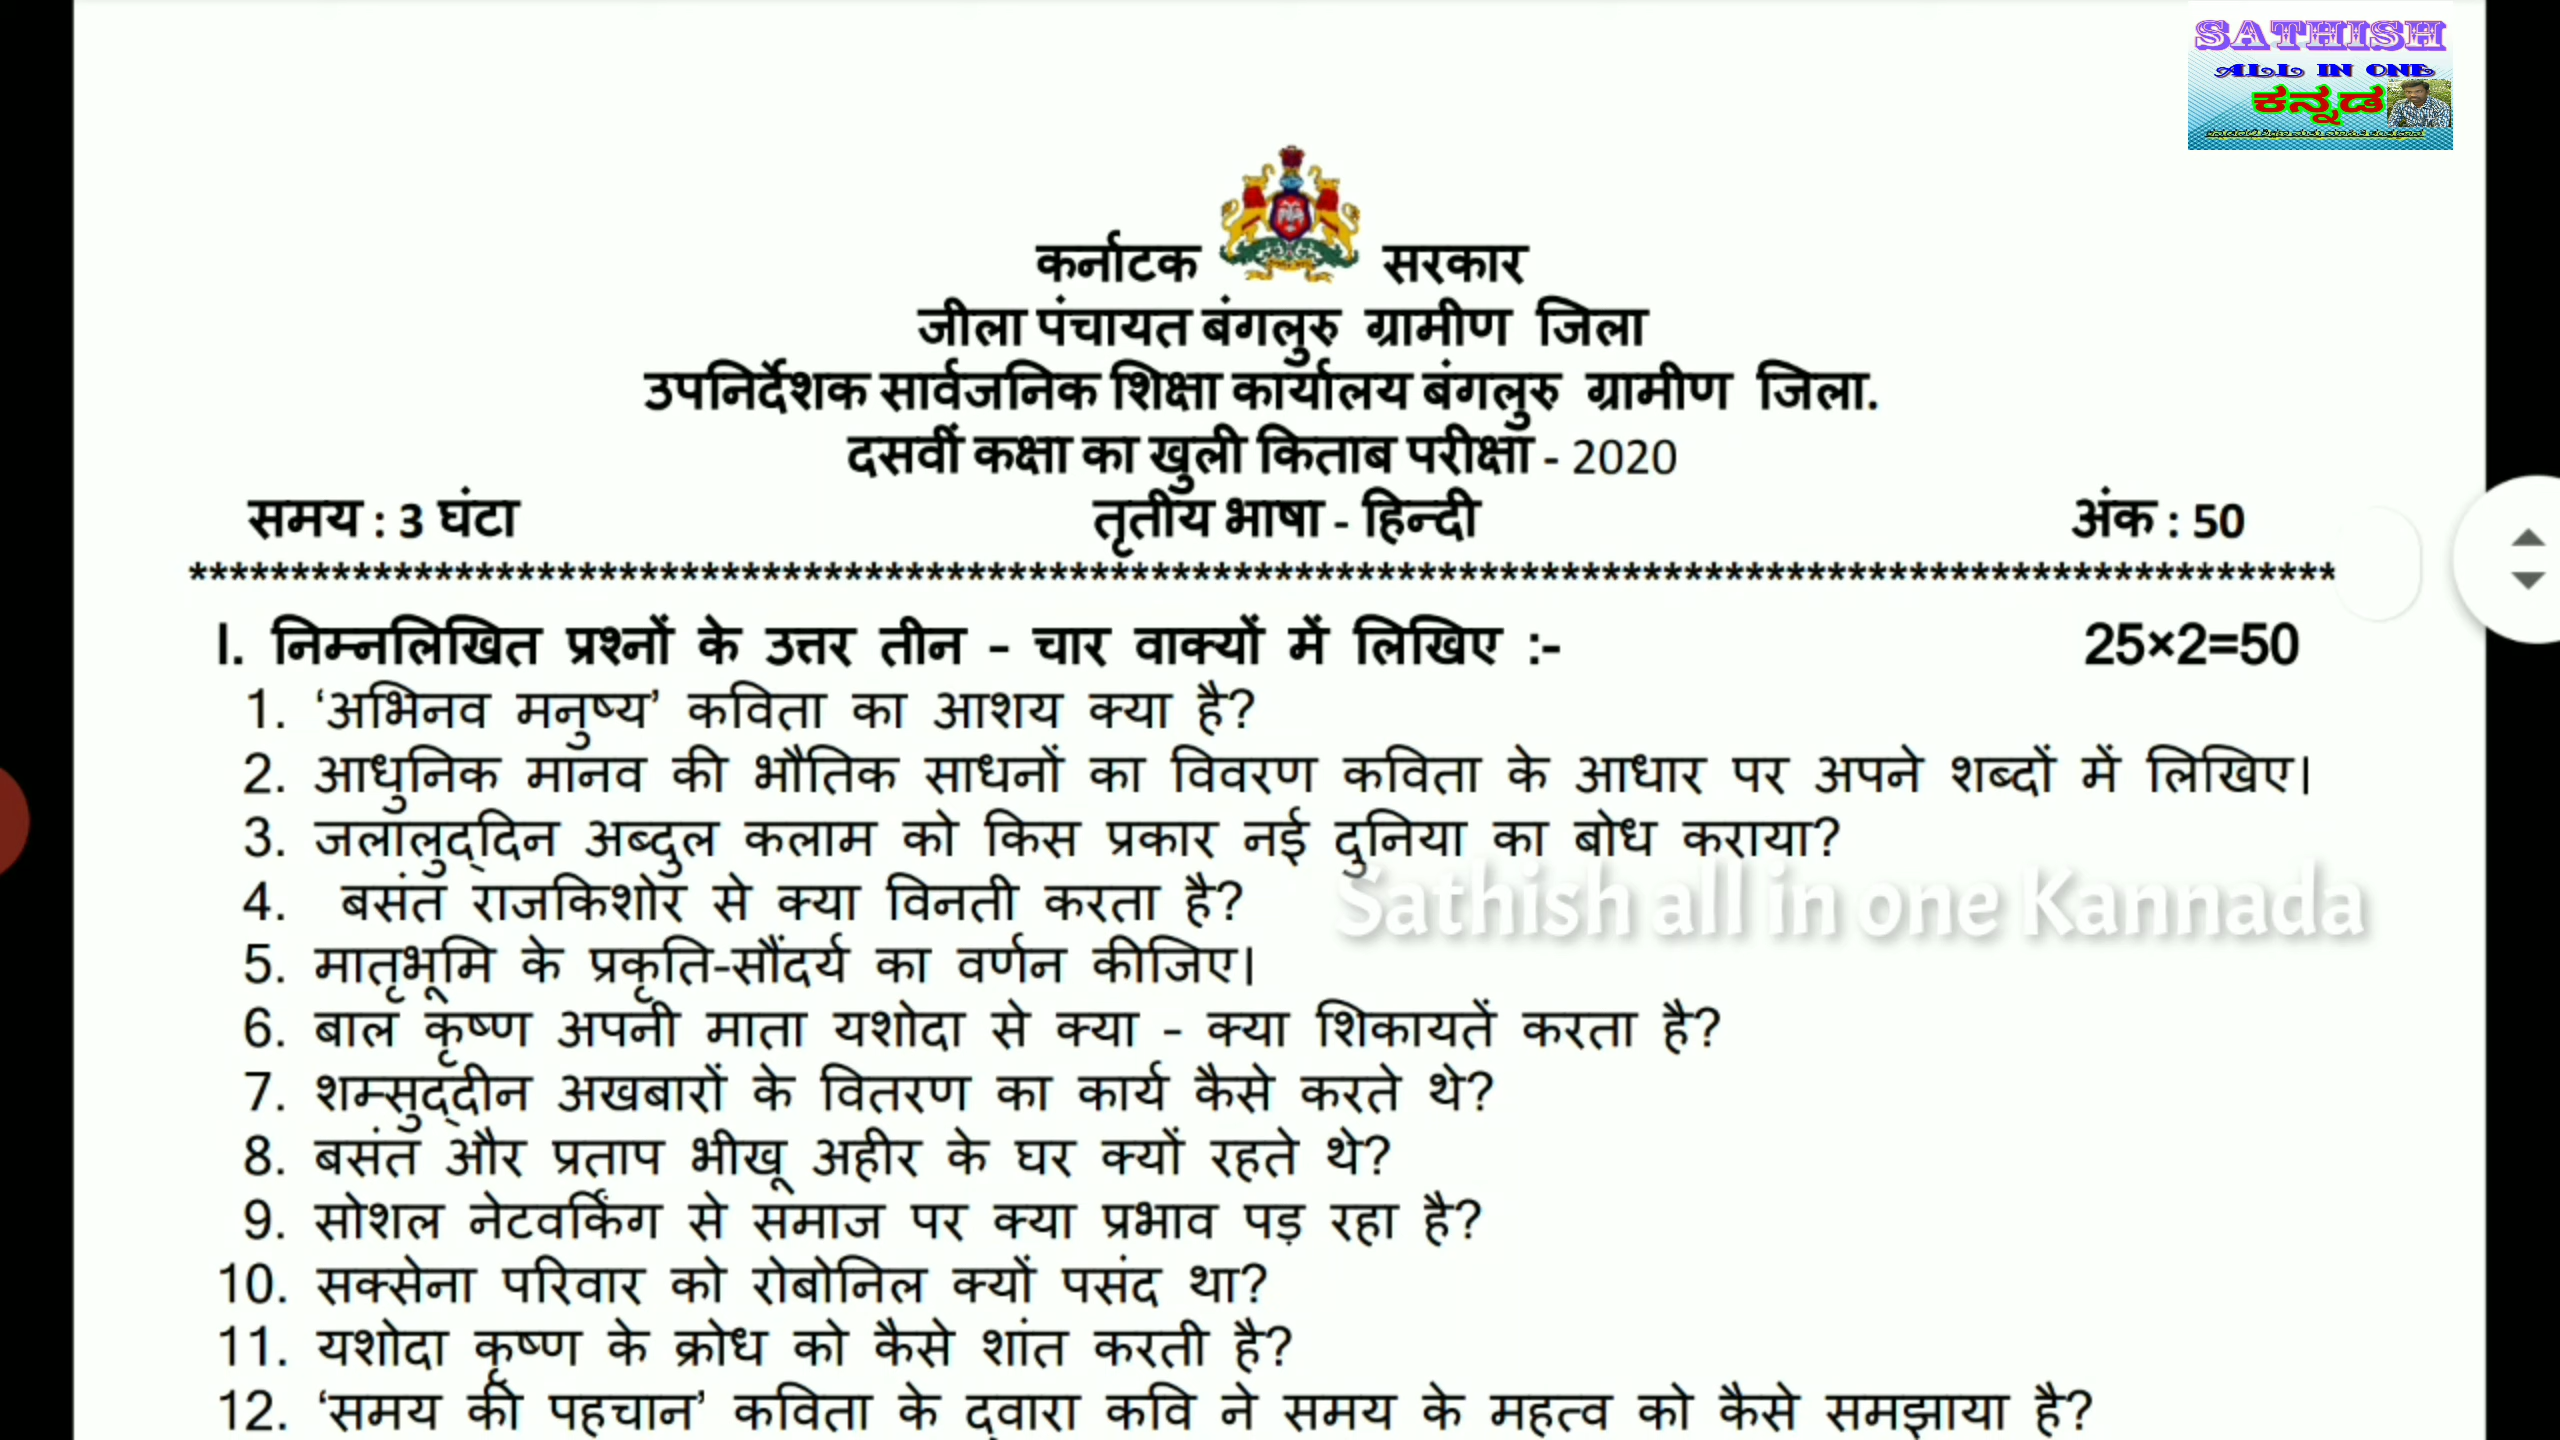 SATHISH
ALL IN ONE
ಕನ್ನಡ
कर्नाटक सरकार
जीला पंचायत बंगलुरु ग्रामीण जिला
उपनिर्देशक सार्वजनिक शिक्षा कार्यालय बंगलुरु ग्रामीण जिला.
दसवीं कक्षा का खुली किताब परीक्षा - 2020
समय : 3 घंटा तृतीय भाषा - हिन्दी अंक : 50
*********************************************************************************************************
I. निम्नलिखित प्रश्नों के उत्तर तीन - चार वाक्यों में लिखिए :- 25×2=50
1. ‘अभिनव मनुष्य’ कविता का आशय क्या है?
2. आधुनिक मानव की भौतिक साधनों का विवरण कविता के आधार पर अपने शब्दों में लिखिए।
3. जलालुद्दिन अब्दुल कलाम को किस प्रकार नई दुनिया का बोध कराया?
4. बसंत राजकिशोर से क्या विनती करता है?
Sathish all in one Kannada
5. मातृभूमि के प्रकृति-सौंदर्य का वर्णन कीजिए।
6. बाल कृष्ण अपनी माता यशोदा से क्या - क्या शिकायतें करता है?
7. शम्सुद्दीन अखबारों के वितरण का कार्य कैसे करते थे?
8. बसंत और प्रताप भीखू अहीर के घर क्यों रहते थे?
9. सोशल नेटवर्किंग से समाज पर क्या प्रभाव पड़ रहा है?
10. सक्सेना परिवार को रोबोनिल क्यों पसंद था?
11. यशोदा कृष्ण के क्रोध को कैसे शांत करती है?
12. ‘समय की पहचान’ कविता के द्वारा कवि ने समय के महत्व को कैसे समझाया है?